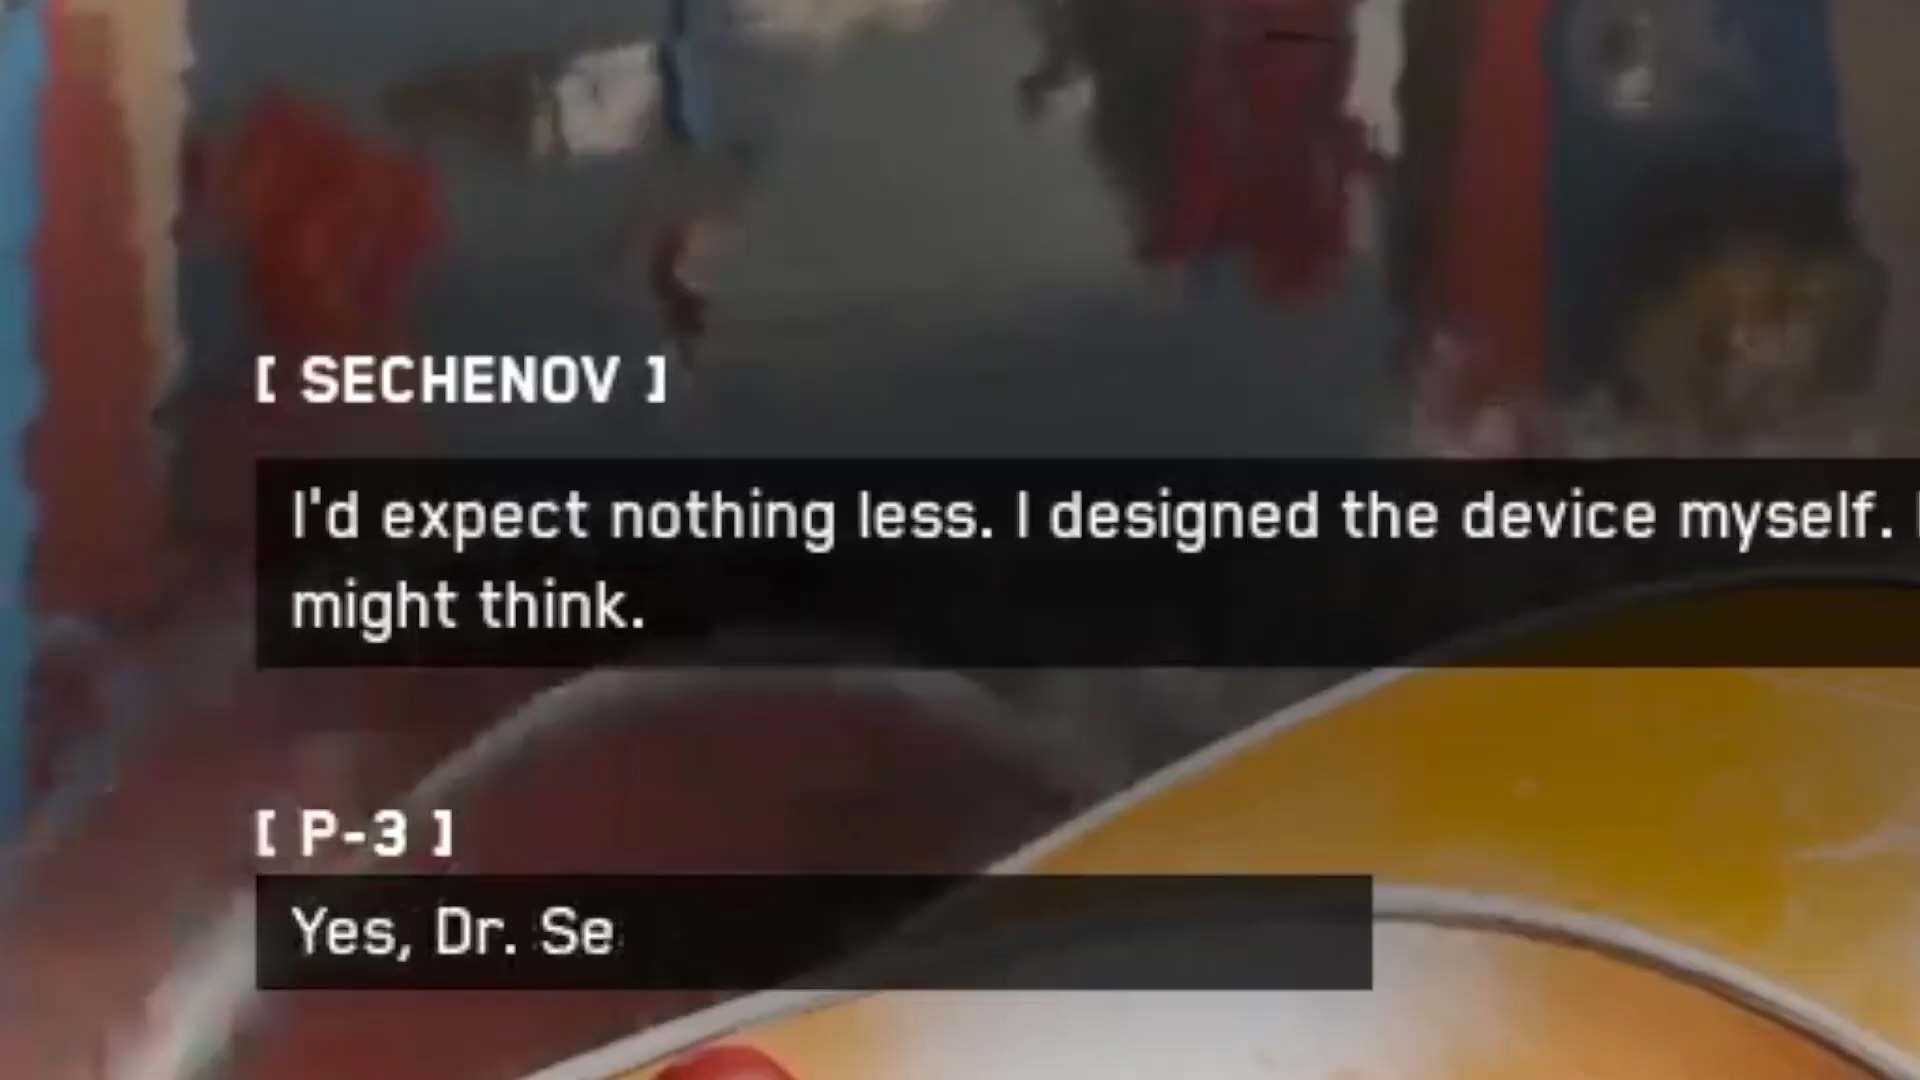 [ SECHENOV ]
I'd expect nothing less. I designed the device myself.
might think.
[ P-3 ]
Yes, Dr. Se